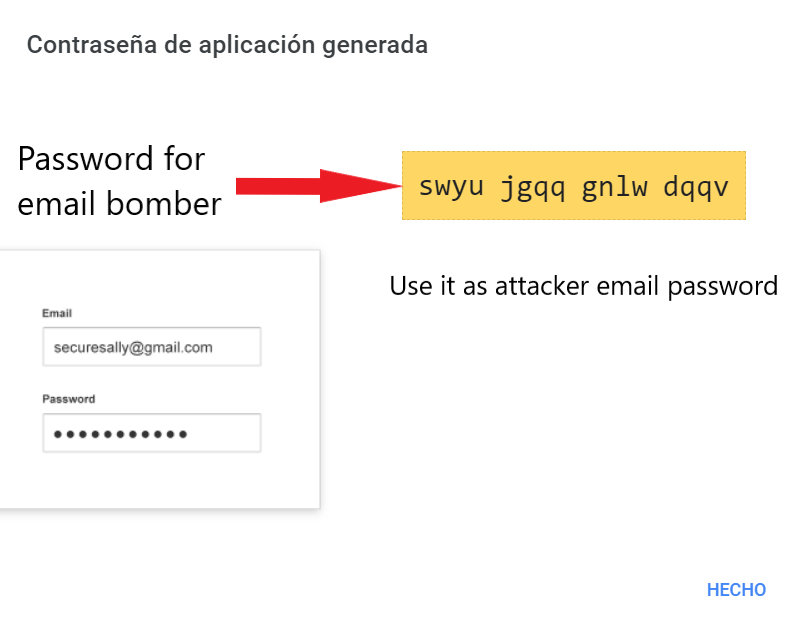 Contraseña de aplicación generada
Password for
email bomber
swyu jgqq gnlw dqqv
Use it as attacker email password
Email
securesally@gmail.com
Password
●●●●●●●●●●●
HECHO